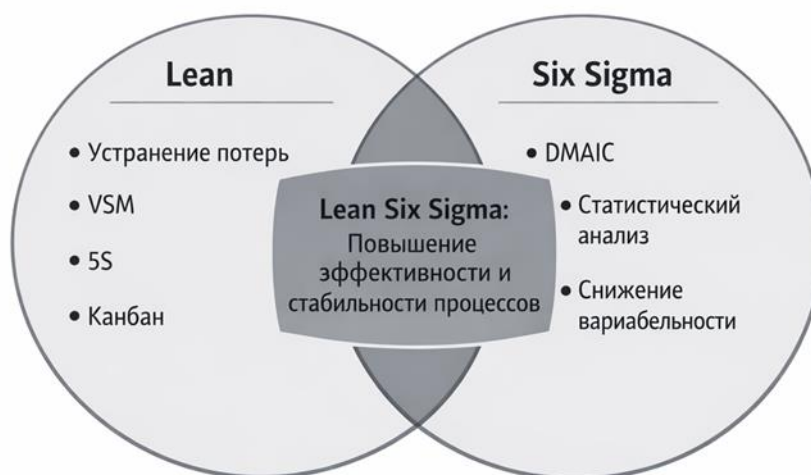 Lean
• Устранение потерь
• VSM
• 5S
• Канбан
Lean Six Sigma:
Повышение
эффективности и
стабильности процессов
Six Sigma
• DMAIC
• Статистический
анализ
• Снижение
вариабельности